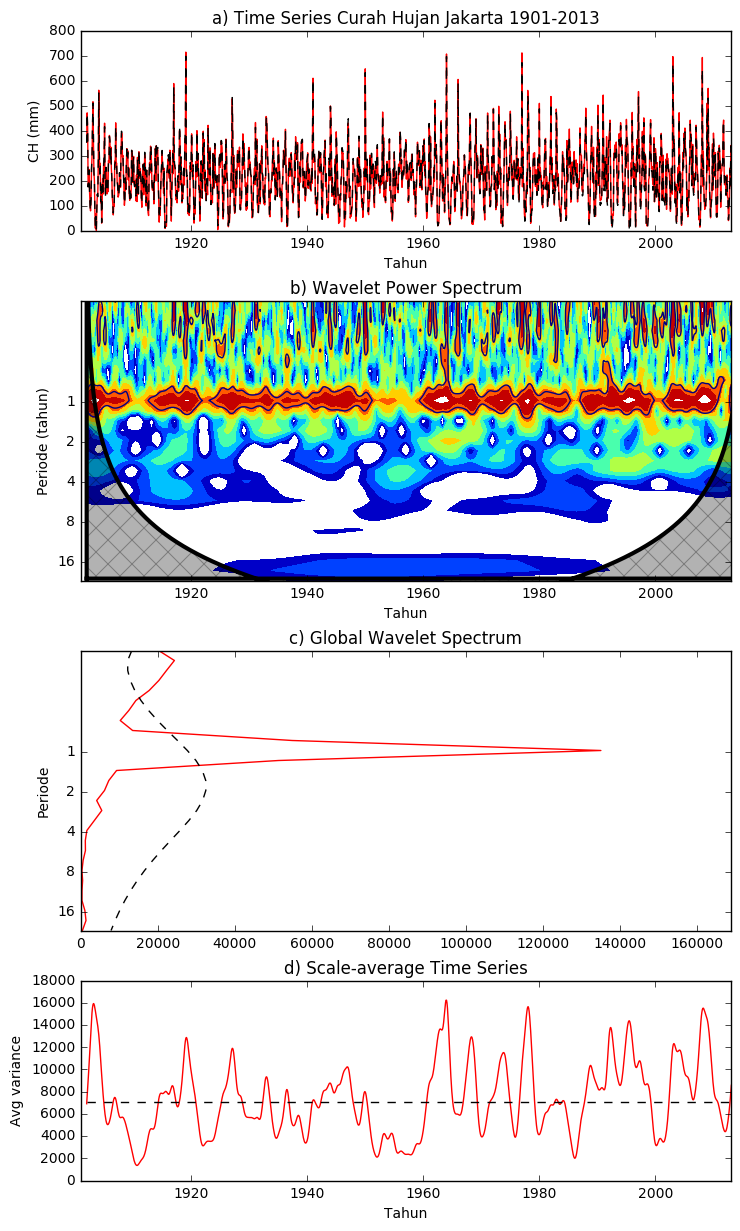 a) Time Series Curah Hujan Jakarta 1901-2013
800
700
600
500
400
300
200
100
0
CH (mm)
1920 1940 1960 1980 2000
Tahun
b) Wavelet Power Spectrum
1
2
4
8
16
Periode (tahun)
1920 1940 1960 1980 2000
Tahun
c) Global Wavelet Spectrum
1
2
4
8
16
Periode
0 20000 40000 60000 80000 100000 120000 140000 160000
d) Scale-average Time Series
18000
16000
14000
12000
10000
8000
6000
4000
2000
0
Avg variance
1920 1940 1960 1980 2000
Tahun